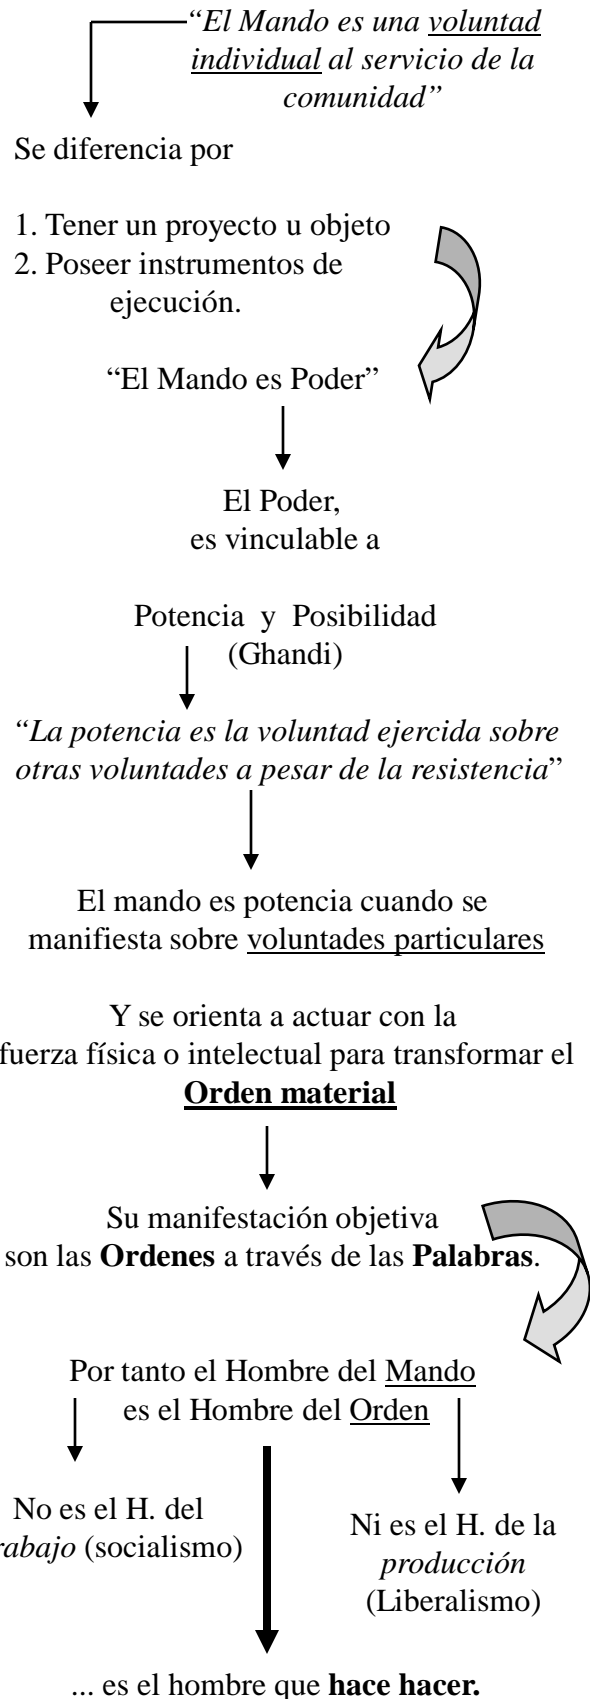 “El Mando es una voluntad
individual al servicio de la
comunidad”
Se diferencia por
1. Tener un proyecto u objeto
2. Poseer instrumentos de
ejecución.
“El Mando es Poder”
El Poder,
es vinculable a
Potencia y Posibilidad
(Ghandi)
“La potencia es la voluntad ejercida sobre
otras voluntades a pesar de la resistencia”
El mando es potencia cuando se
manifiesta sobre voluntades particulares
Y se orienta a actuar con la
fuerza física o intelectual para transformar el
Orden material
Su manifestación objetiva
son las Ordenes a través de las Palabras.
Por tanto el Hombre del Mando
es el Hombre del Orden
No es el H. del
rabajo (socialismo)
Ni es el H. de la
producción
(Liberalismo)
... es el hombre que hace hacer.